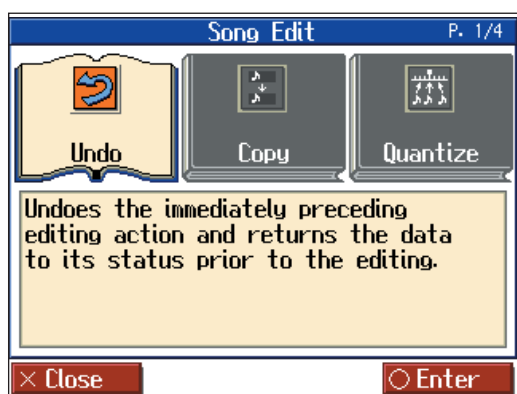 Song Edit P. 1/4
Undo Copy Quantize
Undoes the immediately preceding
editing action and returns the data
to its status prior to the editing.
× Close ○ Enter